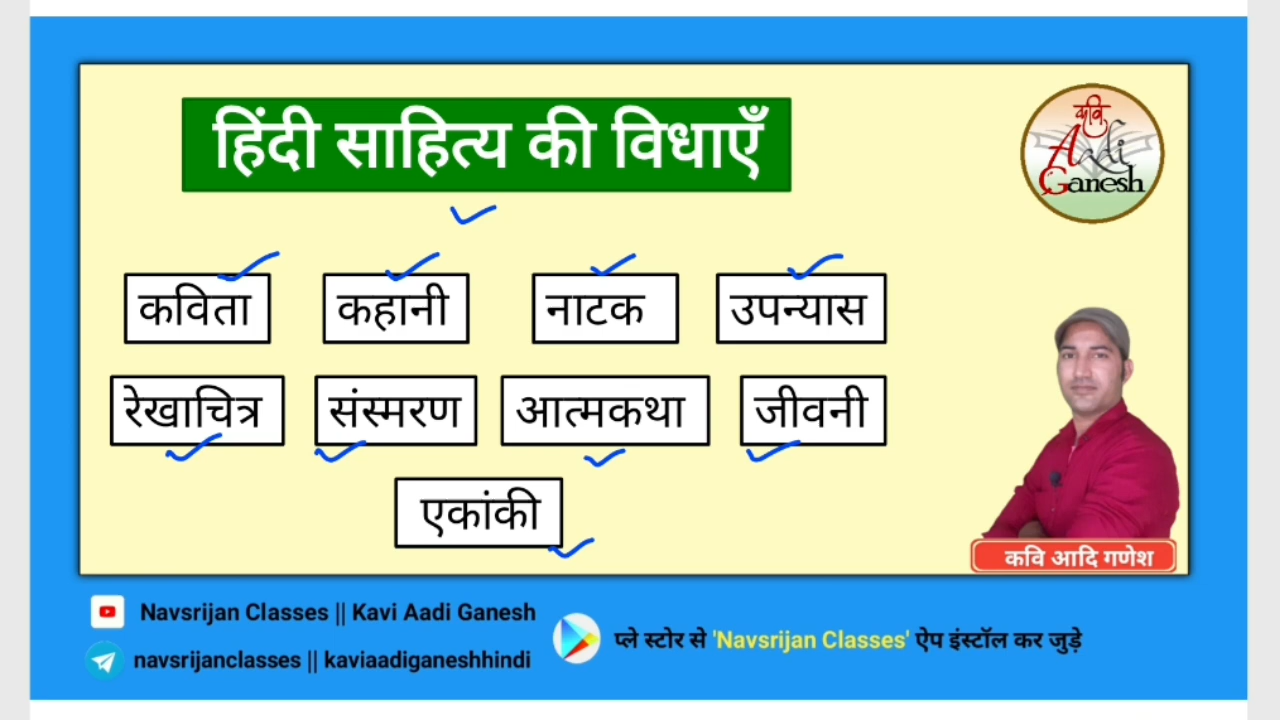 हिंदी साहित्य की विधाएँ
कवि
Aadi
Ganesh
कविता कहानी नाटक उपन्यास
रेखाचित्र संस्मरण आत्मकथा जीवनी
एकांकी
कवि आदि गणेश
Navsrijan Classes || Kavi Aadi Ganesh
navsrijanclasses || kaviaadiganeshhindi
प्ले स्टोर से 'Navsrijan Classes' ऐप इंस्टॉल कर जुड़े